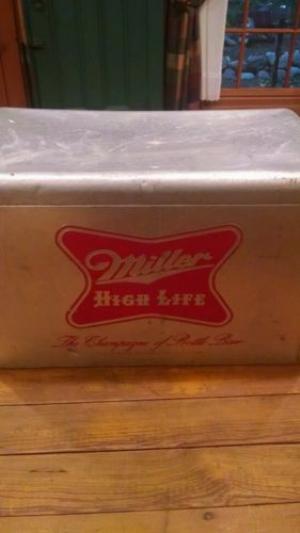 Miller
HIGH LIFE
The Champagne of Bottle Beer